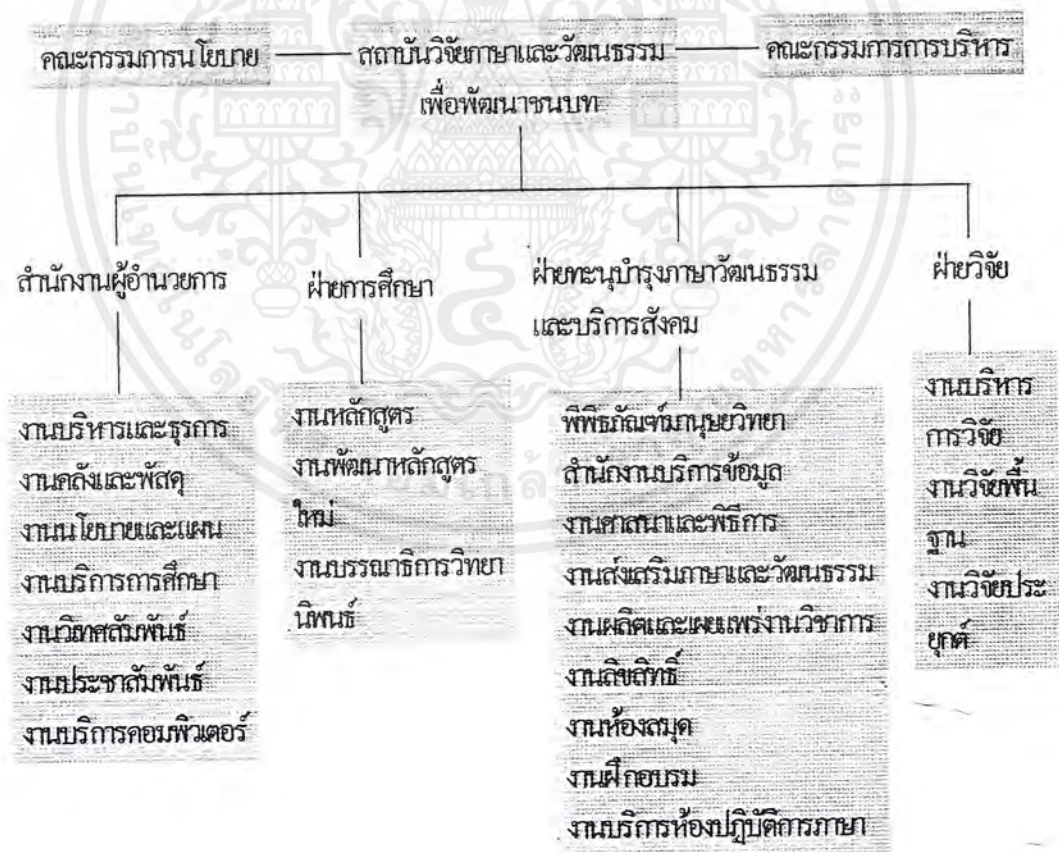 คณะกรรมการนโยบาย
สถาบันวิจัยภาษาและวัฒนธรรม
เพื่อพัฒนาชนบท
คณะกรรมการการบริหาร
สำนักงานผู้อำนวยการ
งานบริหารและธุรการ
งานคลังและพัสดุ
งานนโยบายและแผน
งานบริการการศึกษา
งานวิเทศสัมพันธ์
งานประชาสัมพันธ์
งานบริการคอมพิวเตอร์
ฝ่ายการศึกษา
งานหลักสูตร
งานพัฒนาหลักสูตร
ใหม่
งานบรรณาธิการวิทยา
นิพนธ์
ฝ่ายทะนุบำรุงภาษาวัฒนธรรม
และบริการสังคม
พิพิธภัณฑ์มานุษยวิทยา
สำนักงานบริการข้อมูล
งานศาสนาและพิธีการ
งานส่งเสริมภาษาและวัฒนธรรม
งานผลิตและเผยแพร่งานวิชาการ
งานลิขสิทธิ์
งานห้องสมุด
งานฝึกอบรม
งานบริการห้องปฏิบัติการภาษา
ฝ่ายวิจัย
งานบริหาร
การวิจัย
งานวิจัยพื้น
ฐาน
งานวิจัยประ
ยุกต์